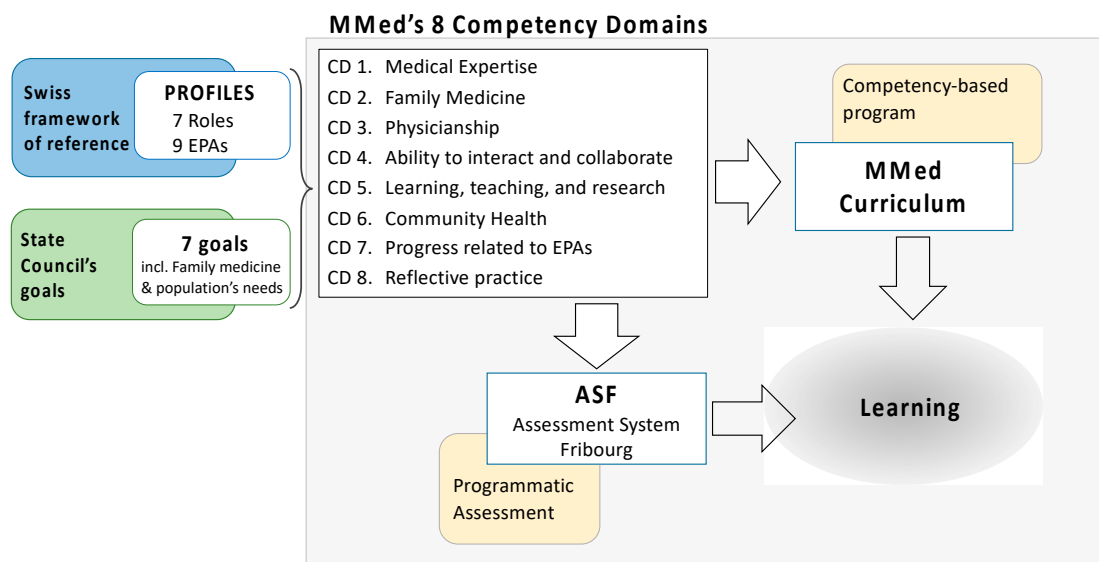 MMed's 8 Competency Domains
Swiss
framework
of reference
PROFILES
7 Roles
9 EPAs
State
Council's
goals
7 goals
incl. Family medicine
& population's needs
CD 1. Medical Expertise
CD 2. Family Medicine
CD 3. Physicianship
CD 4. Ability to interact and collaborate
CD 5. Learning, teaching, and research
CD 6. Community Health
CD 7. Progress related to EPAs
CD 8. Reflective practice
Competency-based
program
MMed
Curriculum
ASF
Assessment System
Fribourg
Programmatic
Assessment
Learning